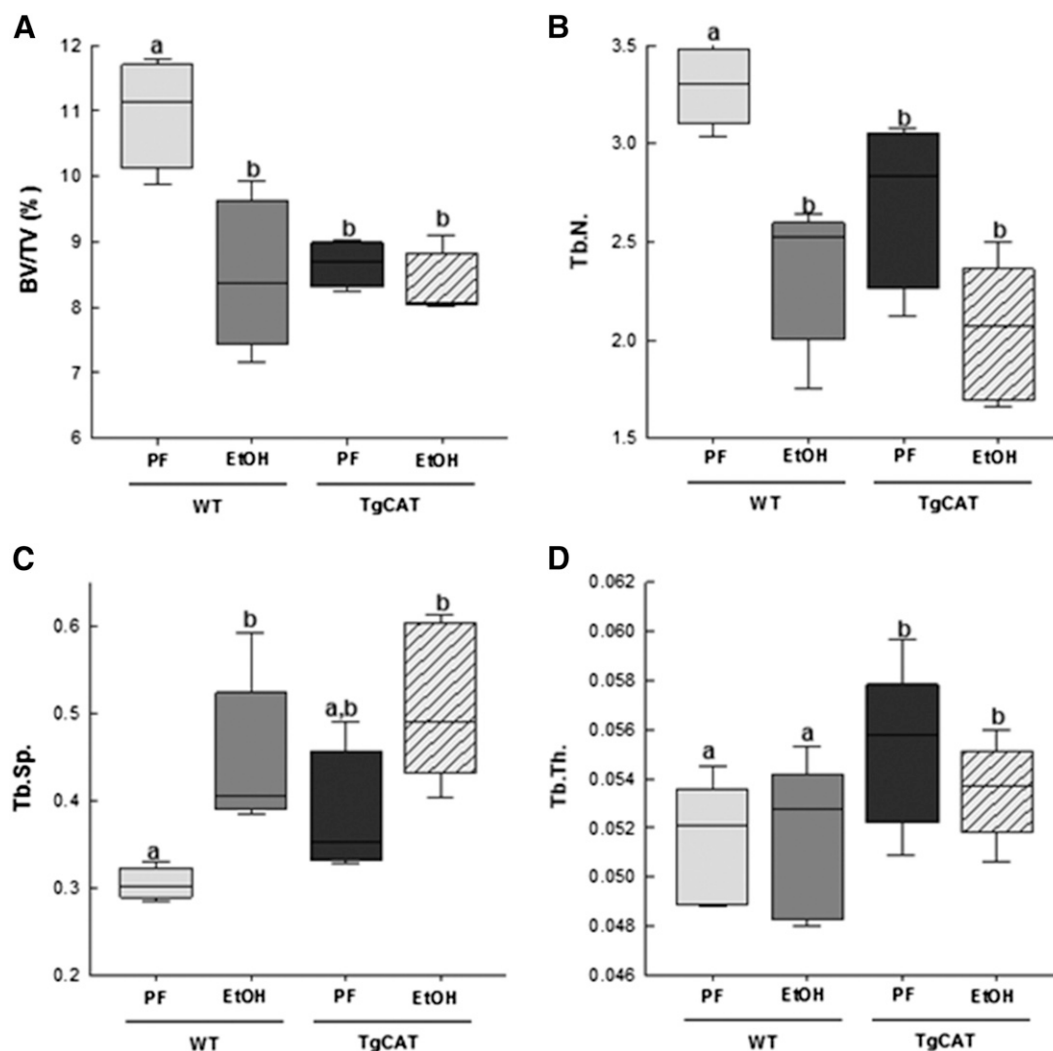 A
BV/TV (%)
12
11
10
9
8
7
6
a
b
b
b
PF
EtOH
PF
EtOH
WT
TgCAT
B
Tb.N.
3.5
3.0
2.5
2.0
1.5
a
b
b
b
PF
EtOH
PF
EtOH
WT
TgCAT
C
Tb.Sp.
0.6
0.5
0.4
0.3
0.2
a
b
a,b
b
PF
EtOH
PF
EtOH
WT
TgCAT
D
Tb.Th.
0.062
0.060
0.058
0.056
0.054
0.052
0.050
0.048
0.046
a
a
b
b
PF
EtOH
PF
EtOH
WT
TgCAT